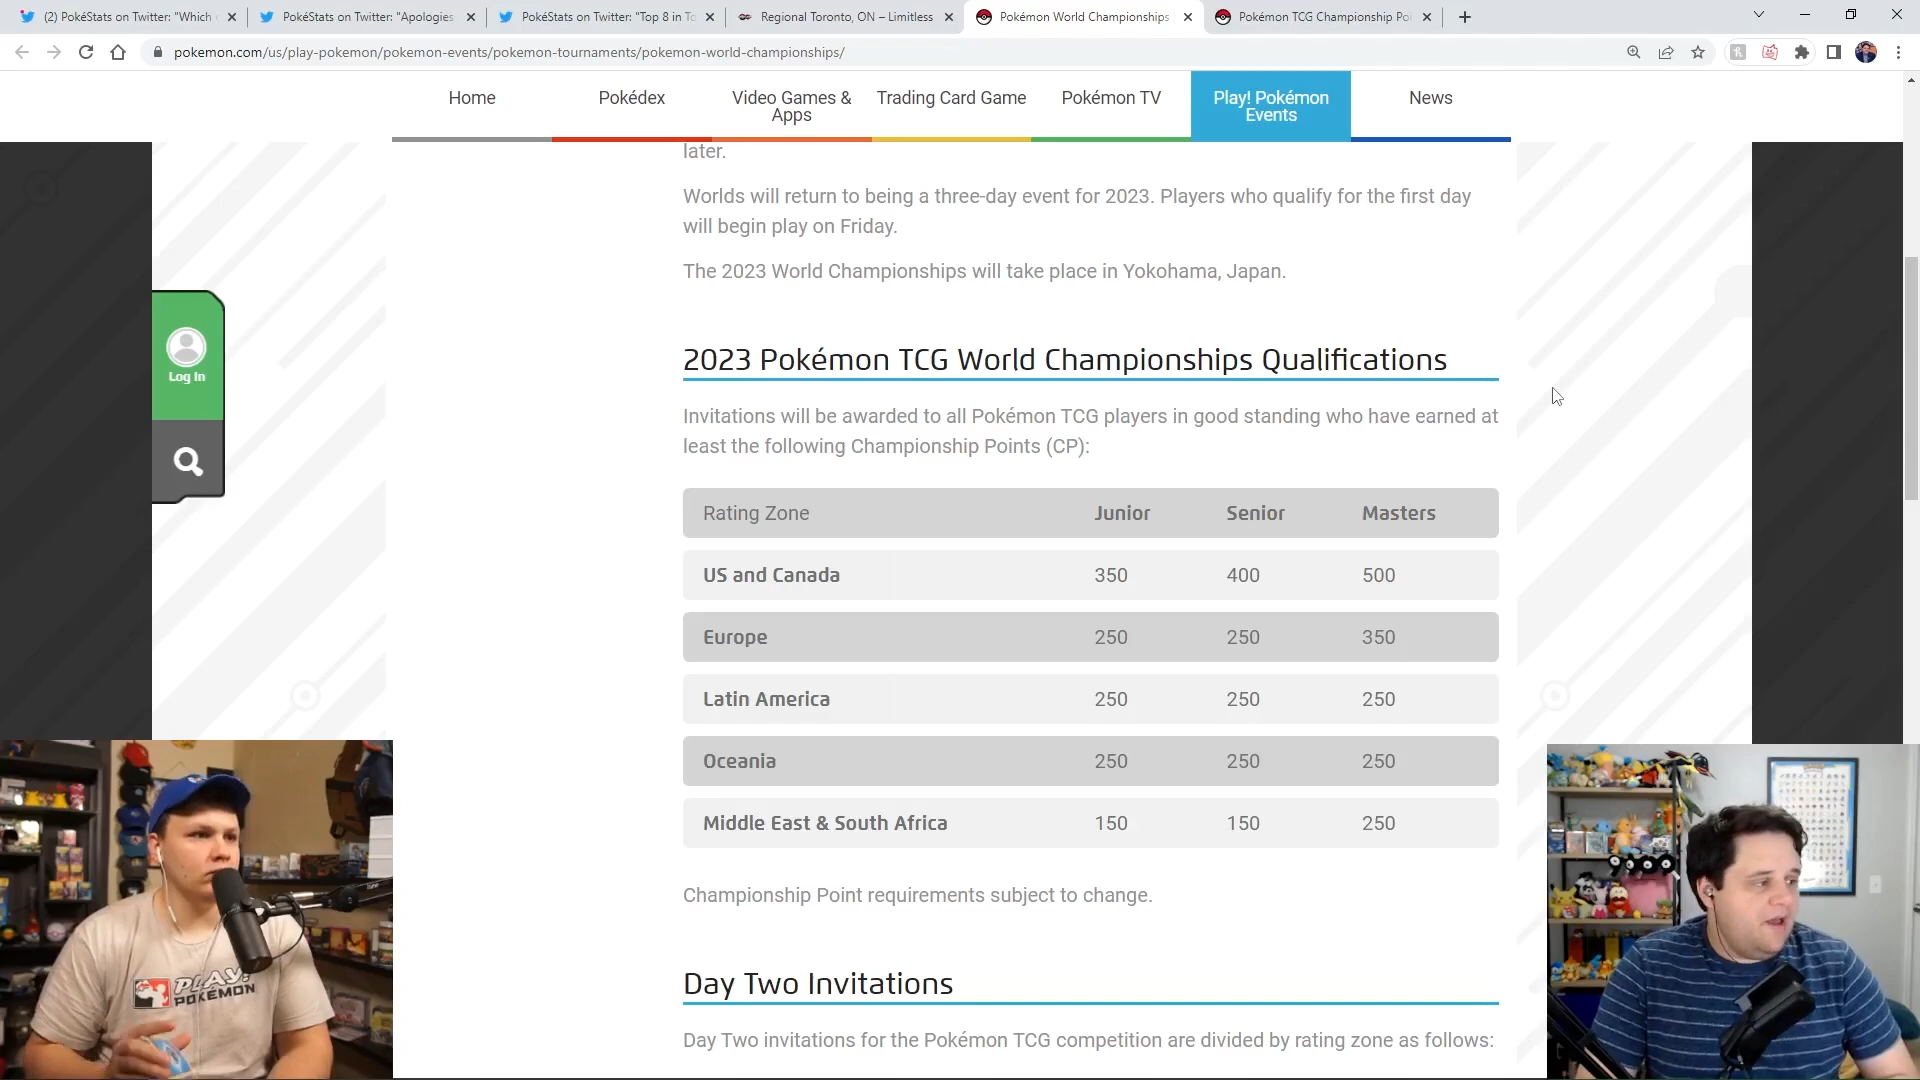 (2) PokéStats on Twitter: "Which
PokéStats on Twitter: "Apologies
PokéStats on Twitter: "Top 8 in To
Regional Toronto, ON – Limitless
Pokémon World Championships
Pokémon TCG Championship Poi
pokemon.com/us/play-pokemon/pokemon-events/pokemon-tournaments/pokemon-world-championships/
Home
Pokédex
Video Games &
Apps
Trading Card Game
Pokémon TV
Play! Pokémon
Events
News
later.
Worlds will return to being a three-day event for 2023. Players who qualify for the first day
will begin play on Friday.
The 2023 World Championships will take place in Yokohama, Japan.
Log In
2023 Pokémon TCG World Championships Qualifications
Invitations will be awarded to all Pokémon TCG players in good standing who have earned at
least the following Championship Points (CP):
Rating Zone Junior Senior Masters
US and Canada 350 400 500
Europe 250 250 350
Latin America 250 250 250
Oceania 250 250 250
Middle East & South Africa 150 150 250
Championship Point requirements subject to change.
Day Two Invitations
Day Two invitations for the Pokémon TCG competition are divided by rating zone as follows:
PLAY!
POKÉMON